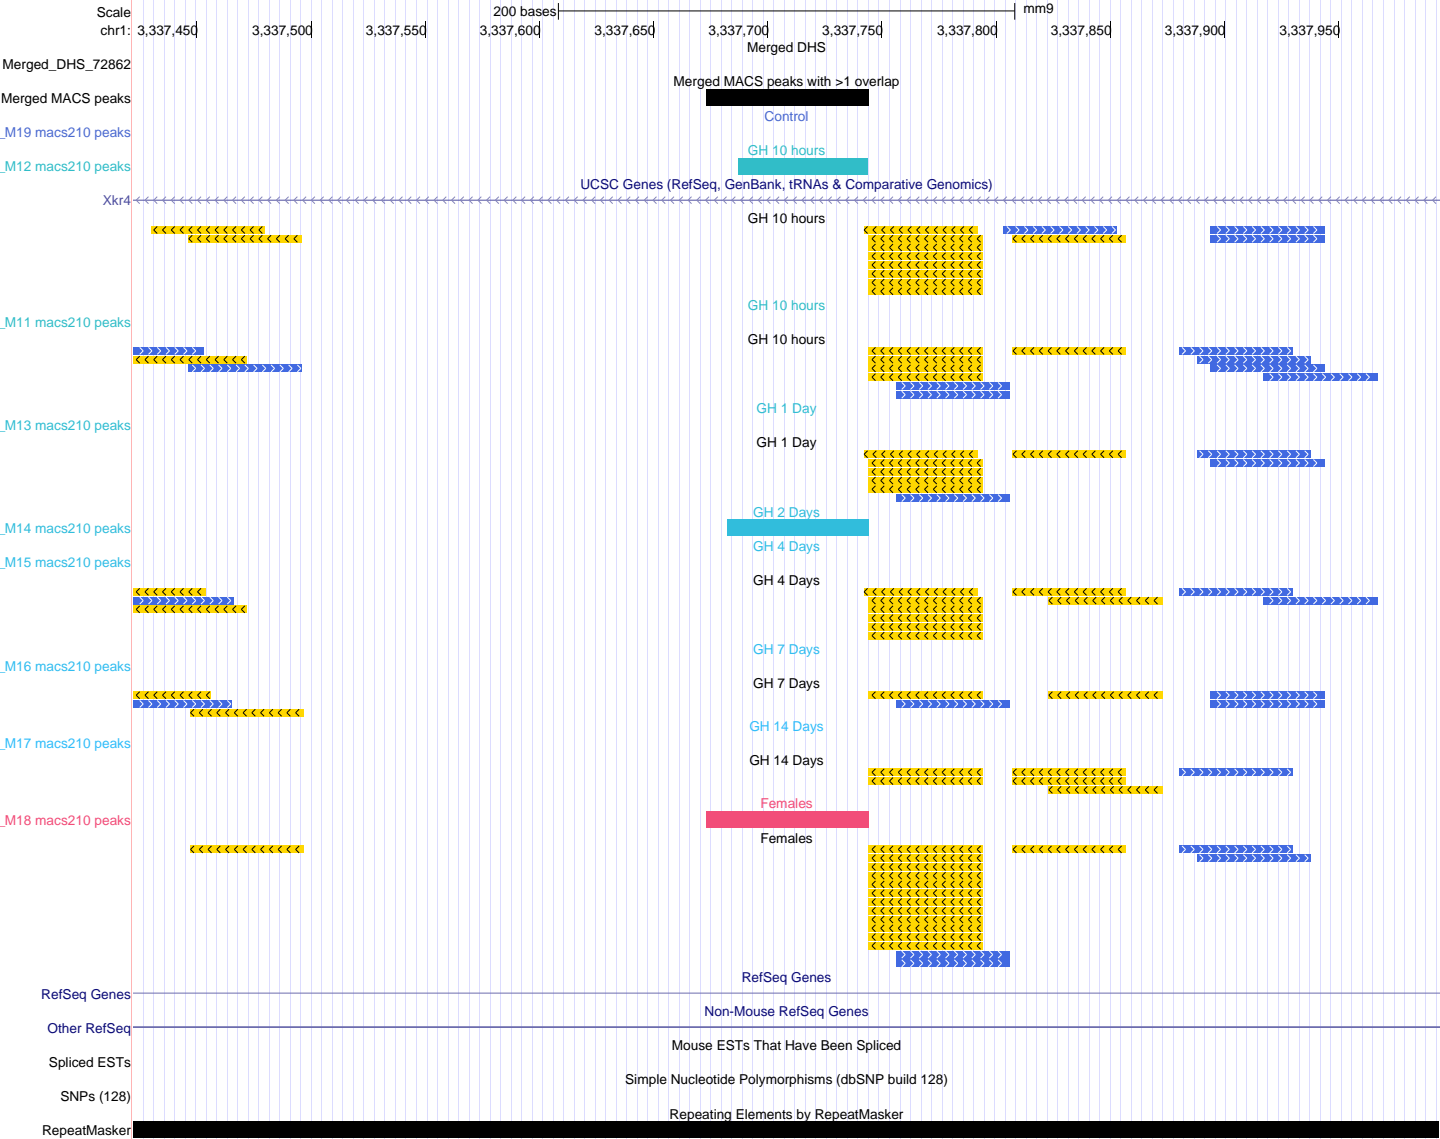 Scale 200 bases mm9
chr1: 3,337,450 3,337,500 3,337,550 3,337,600 3,337,650 3,337,700 3,337,750 3,337,800 3,337,850 3,337,900 3,337,950
Merged DHS
Merged_DHS_72862
Merged MACS peaks with >1 overlap
Merged MACS peaks
Control
_M19 macs210 peaks
GH 10 hours
_M12 macs210 peaks
UCSC Genes (RefSeq, GenBank, tRNAs & Comparative Genomics)
Xkr4
GH 10 hours
GH 10 hours
_M11 macs210 peaks
GH 10 hours
GH 1 Day
_M13 macs210 peaks
GH 1 Day
GH 2 Days
_M14 macs210 peaks
GH 4 Days
_M15 macs210 peaks
GH 4 Days
GH 7 Days
_M16 macs210 peaks
GH 7 Days
GH 14 Days
_M17 macs210 peaks
GH 14 Days
Females
_M18 macs210 peaks
Females
RefSeq Genes
RefSeq Genes
Non-Mouse RefSeq Genes
Other RefSeq
Mouse ESTs That Have Been Spliced
Spliced ESTs
Simple Nucleotide Polymorphisms (dbSNP build 128)
SNPs (128)
Repeating Elements by RepeatMasker
RepeatMasker